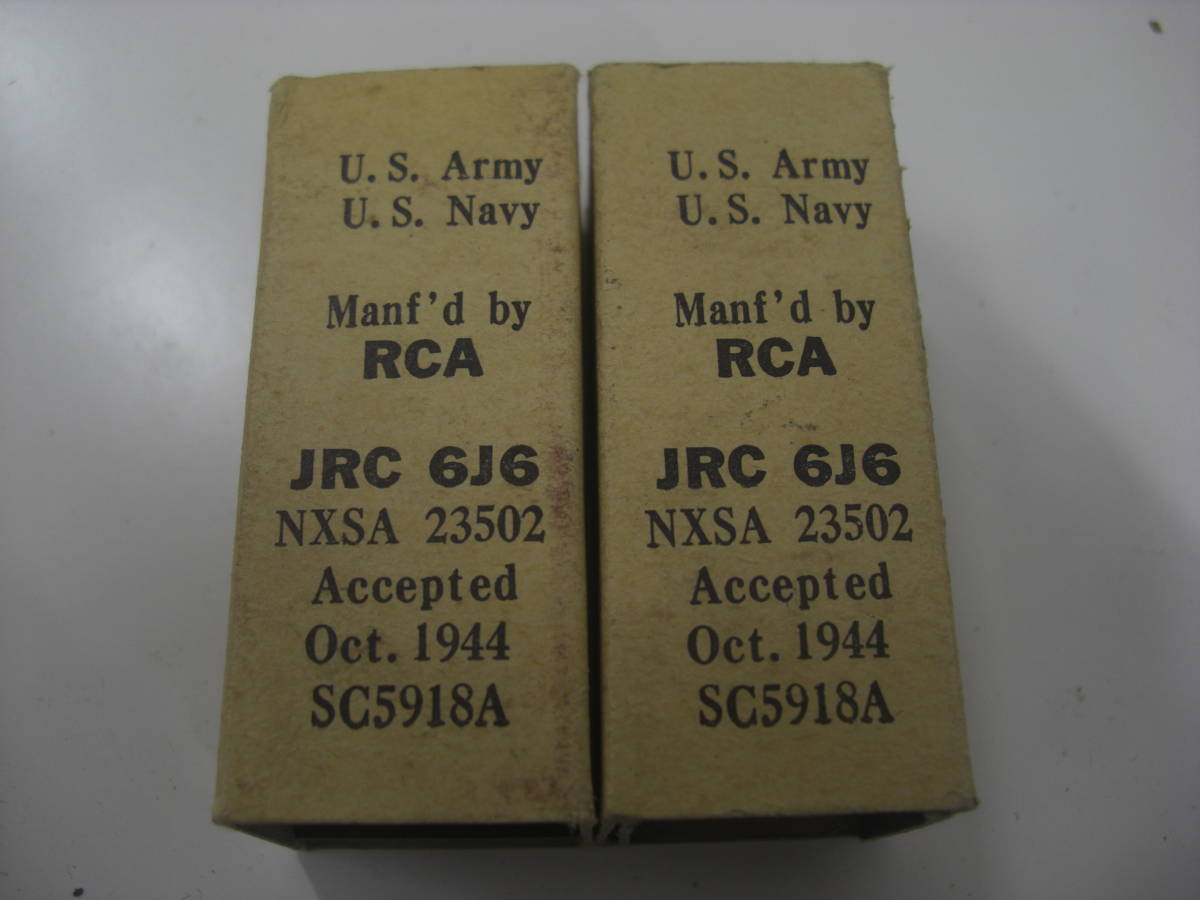 U.S. Army
U.S. Navy
Manf'd by
RCA
JRC 6J6
NXSA 23502
Accepted
Oct. 1944
SC5918A
U.S. Army
U.S. Navy
Manf'd by
RCA
JRC 6J6
NXSA 23502
Accepted
Oct. 1944
SC5918A